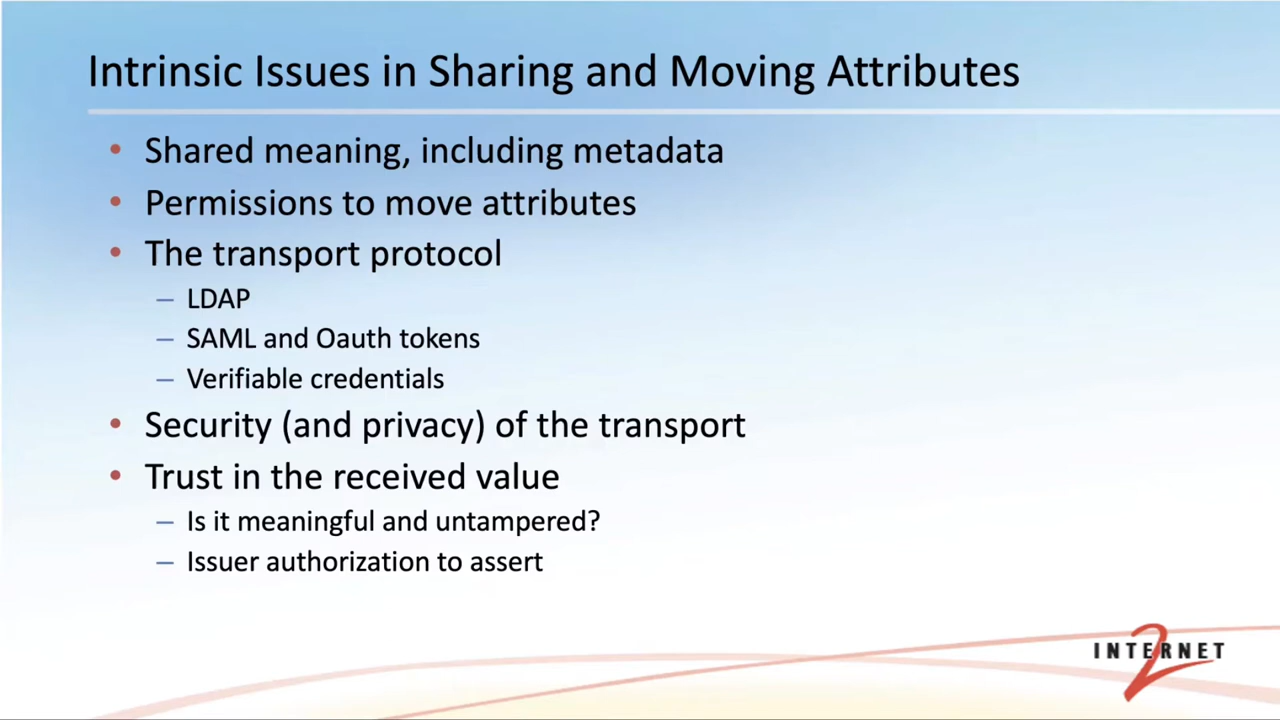 Intrinsic Issues in Sharing and Moving Attributes
• Shared meaning, including metadata
• Permissions to move attributes
• The transport protocol
– LDAP
– SAML and Oauth tokens
– Verifiable credentials
• Security (and privacy) of the transport
• Trust in the received value
– Is it meaningful and untampered?
– Issuer authorization to assert
INTERNET 2